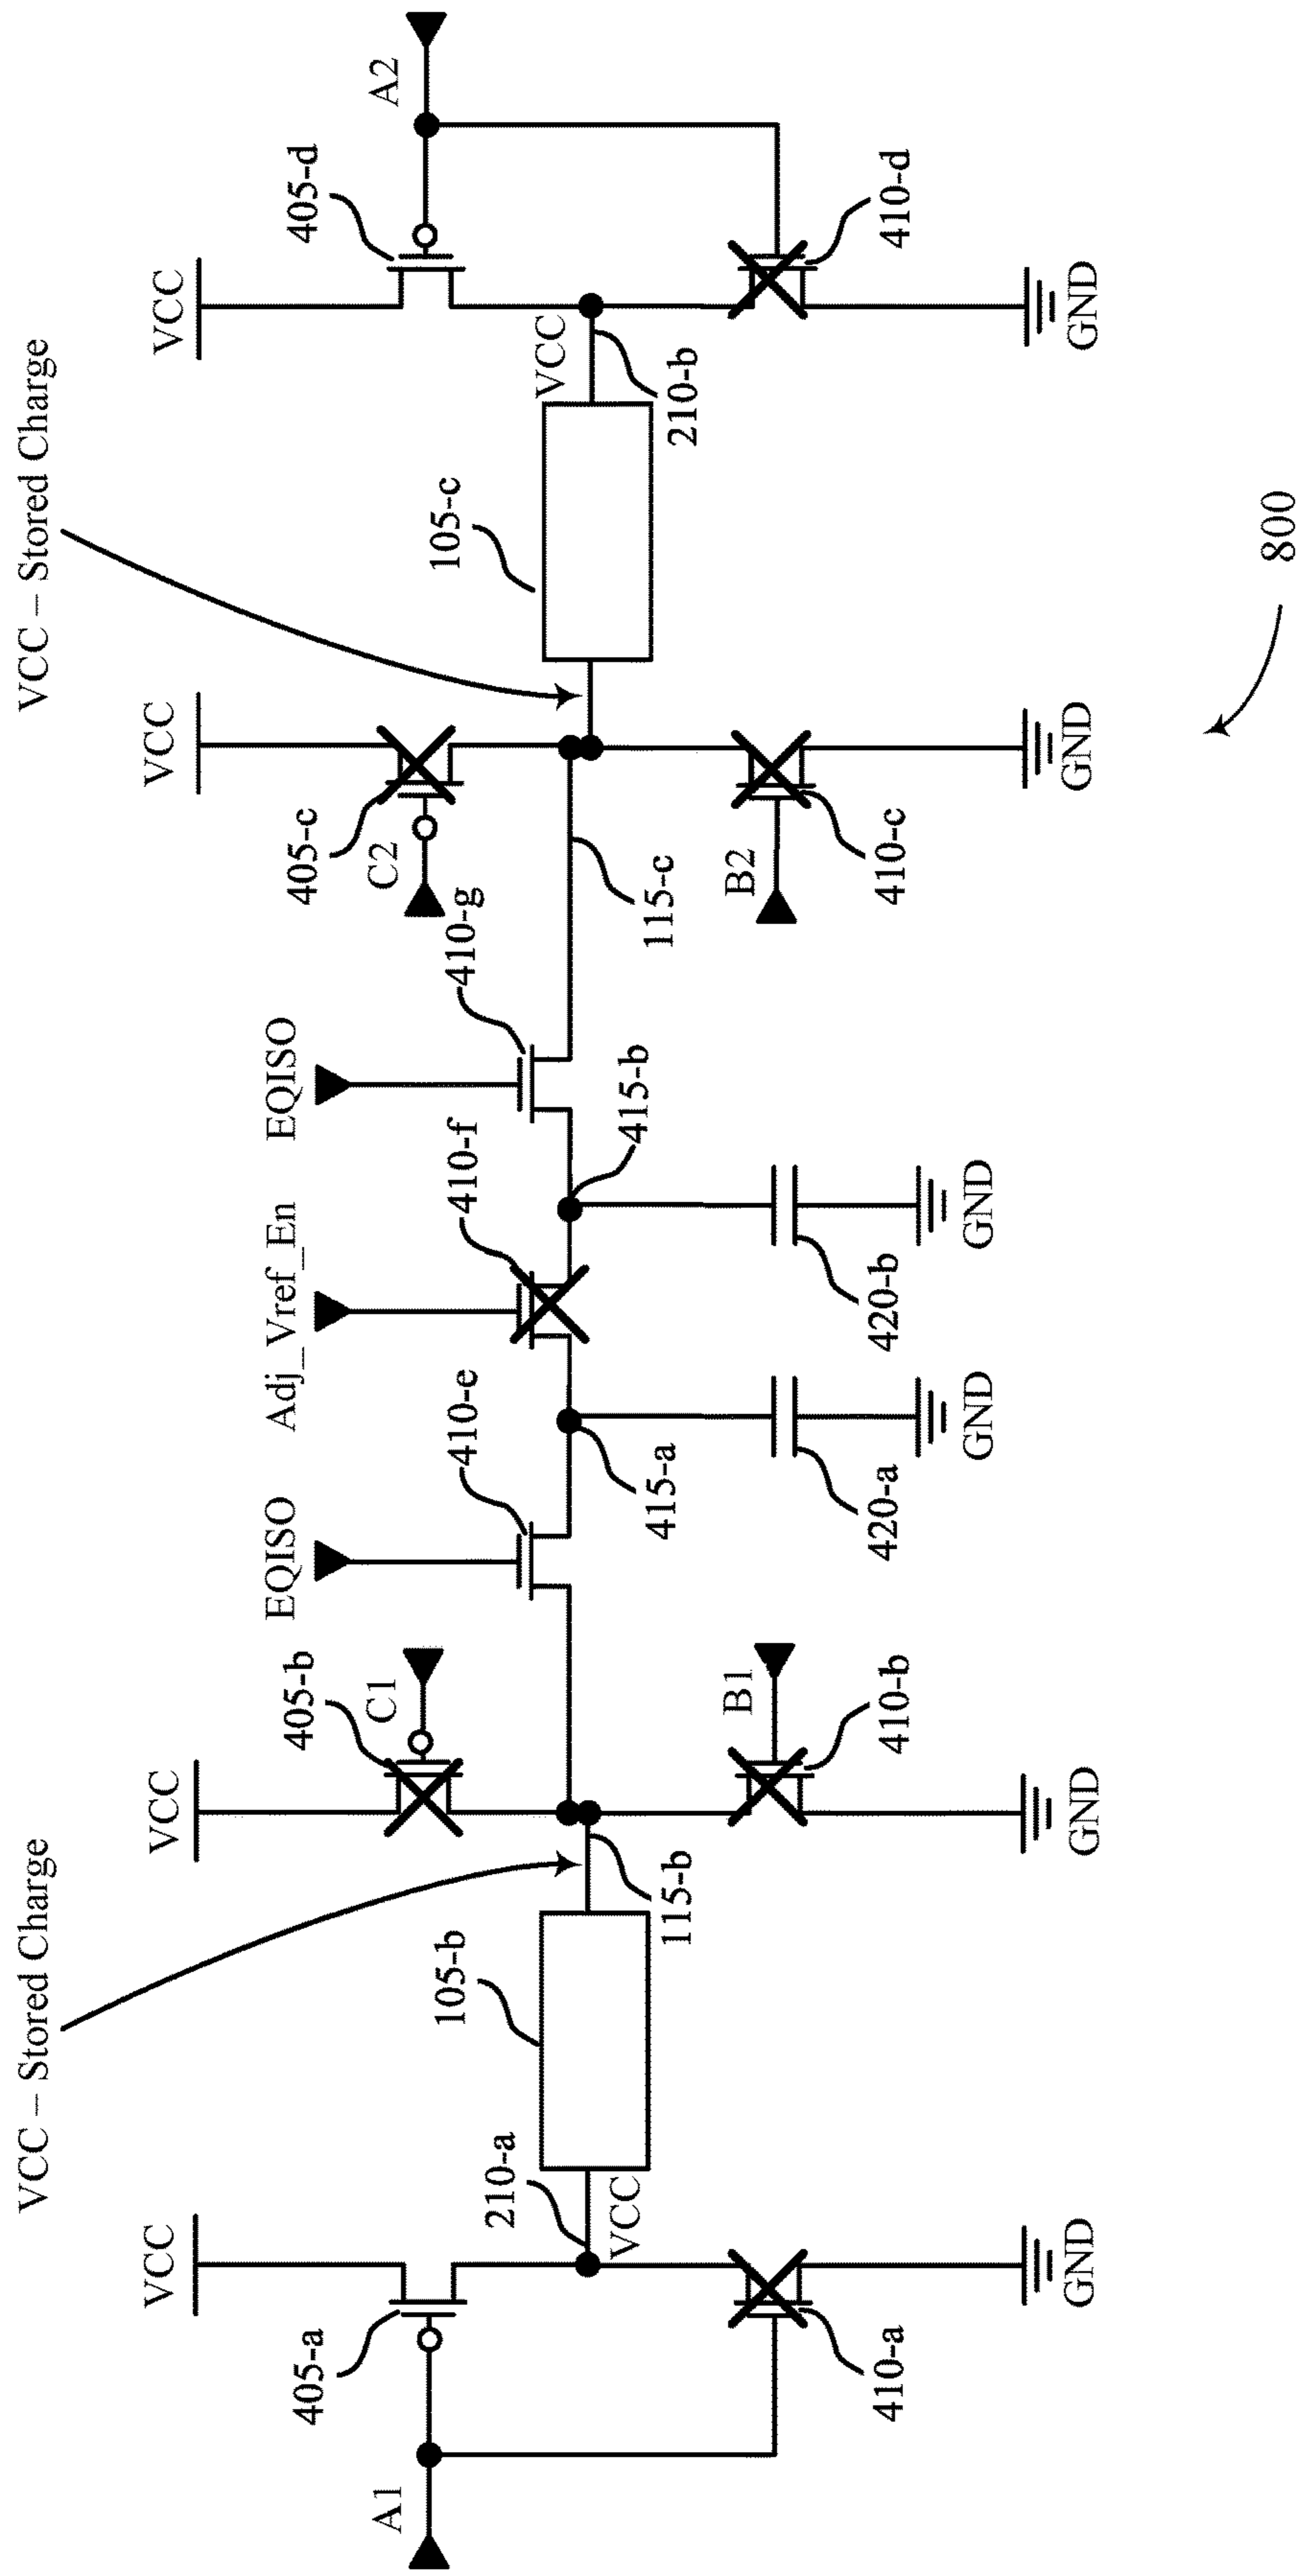 VCC – Stored Charge
VCC – Stored Charge
VCC
VCC
VCC
VCC
A1
405-a
405-b
C1
EQISO
Adj_Vref_En
EQISO
C2
405-c
405-d
A2
410-e
410-f
410-g
210-a
VCC
105-b
115-b
415-a
415-b
115-c
105-c
VCC
210-b
410-a
B1
410-b
420-a
420-b
B2
410-c
410-d
GND
GND
GND
GND
GND
GND
800